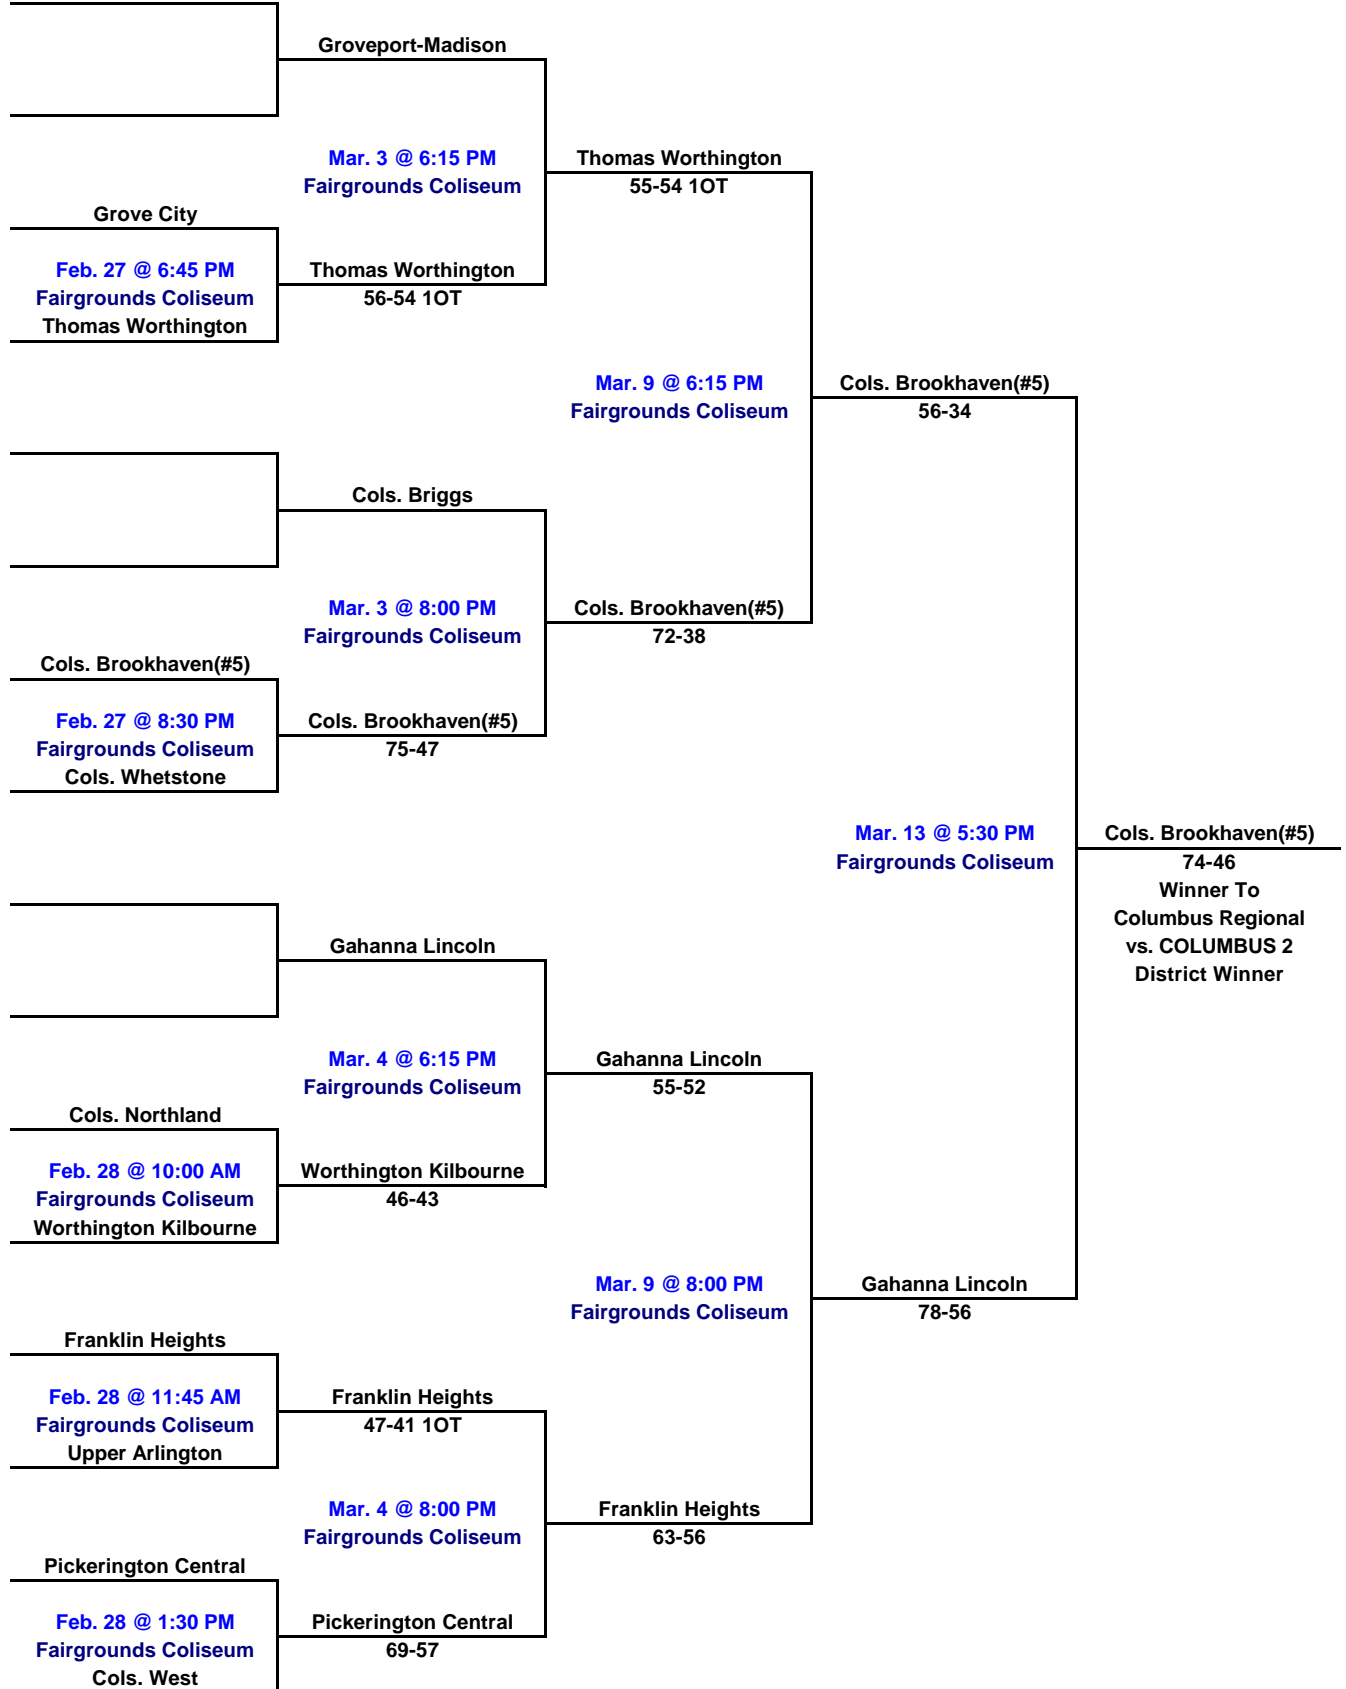 Groveport-Madison
Mar. 3 @ 6:15 PM
Thomas Worthington
Fairgrounds Coliseum
55-54 1OT
Grove City
Feb. 27 @ 6:45 PM
Thomas Worthington
Fairgrounds Coliseum
56-54 1OT
Thomas Worthington
Mar. 9 @ 6:15 PM
Cols. Brookhaven(#5)
Fairgrounds Coliseum
56-34
Cols. Briggs
Mar. 3 @ 8:00 PM
Cols. Brookhaven(#5)
Fairgrounds Coliseum
72-38
Cols. Brookhaven(#5)
Feb. 27 @ 8:30 PM
Cols. Brookhaven(#5)
Fairgrounds Coliseum
75-47
Cols. Whetstone
Mar. 13 @ 5:30 PM
Cols. Brookhaven(#5)
Fairgrounds Coliseum
74-46
Winner To
Columbus Regional
vs. COLUMBUS 2
District Winner
Gahanna Lincoln
Mar. 4 @ 6:15 PM
Gahanna Lincoln
Fairgrounds Coliseum
55-52
Cols. Northland
Feb. 28 @ 10:00 AM
Worthington Kilbourne
Fairgrounds Coliseum
46-43
Worthington Kilbourne
Mar. 9 @ 8:00 PM
Gahanna Lincoln
Fairgrounds Coliseum
78-56
Franklin Heights
Feb. 28 @ 11:45 AM
Franklin Heights
Fairgrounds Coliseum
47-41 1OT
Upper Arlington
Mar. 4 @ 8:00 PM
Franklin Heights
Fairgrounds Coliseum
63-56
Pickerington Central
Feb. 28 @ 1:30 PM
Pickerington Central
Fairgrounds Coliseum
69-57
Cols. West